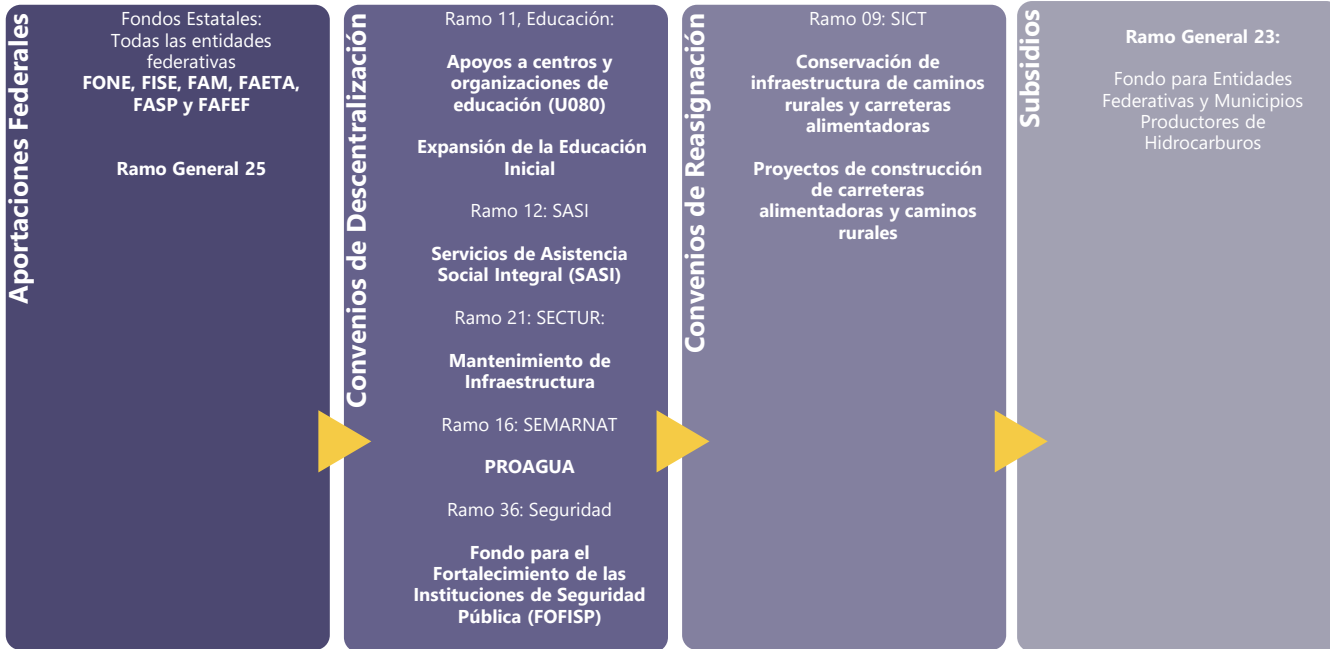 Aportaciones Federales
Fondos Estatales:
Todas las entidades
federativas
FONE, FISE, FAM, FAETA,
FASP y FAFEF
Ramo General 25
Convenios de Descentralización
Ramo 11, Educación:
Apoyos a centros y
organizaciones de
educación (U080)
Expansión de la Educación
Inicial
Ramo 12: SASI
Servicios de Asistencia
Social Integral (SASI)
Ramo 21: SECTUR:
Mantenimiento de
Infraestructura
Ramo 16: SEMARNAT
PROAGUA
Ramo 36: Seguridad
Fondo para el
Fortalecimiento de las
Instituciones de Seguridad
Pública (FOFISP)
Convenios de Reasignación
Ramo 09: SICT
Conservación de
infraestructura de caminos
rurales y carreteras
alimentadoras
Proyectos de construcción
de carreteras
alimentadoras y caminos
rurales
Subsidios
Ramo General 23:
Fondo para Entidades
Federativas y Municipios
Productores de
Hidrocarburos